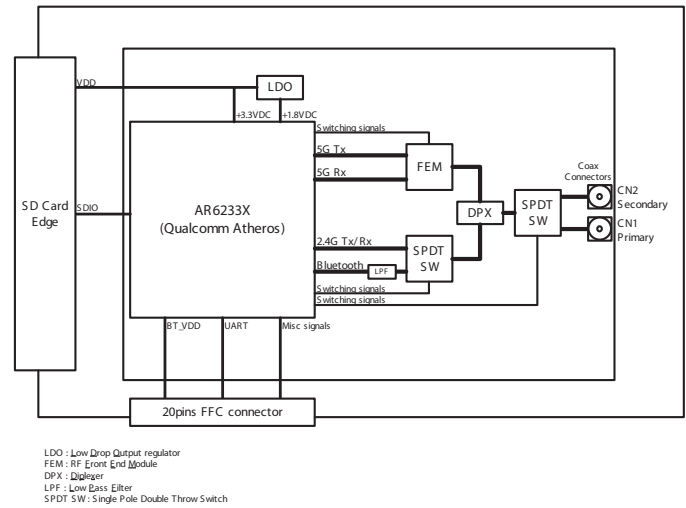 VDD
LDO
+3.3VDC
+1.8VDC
Switching signals
5G Tx
5G Rx
FEM
Coax
Connectors
CN2
Secondary
CN1
Primary
SD Card
Edge
SDIO
AR6233X
(Qualcomm Atheros)
DPX
SPDT
SW
2.4G Tx/Rx
Bluetooth
LPF
SPDT
SW
Switching signals
Switching signals
BT_VDD
UART
Misc signals
20pins FFC connector
LDO : Low Drop Output regulator
FEM : RF Front End Module
DPX : Diplexer
LPF : Low Pass Filter
SPDT SW : Single Pole Double Throw Switch